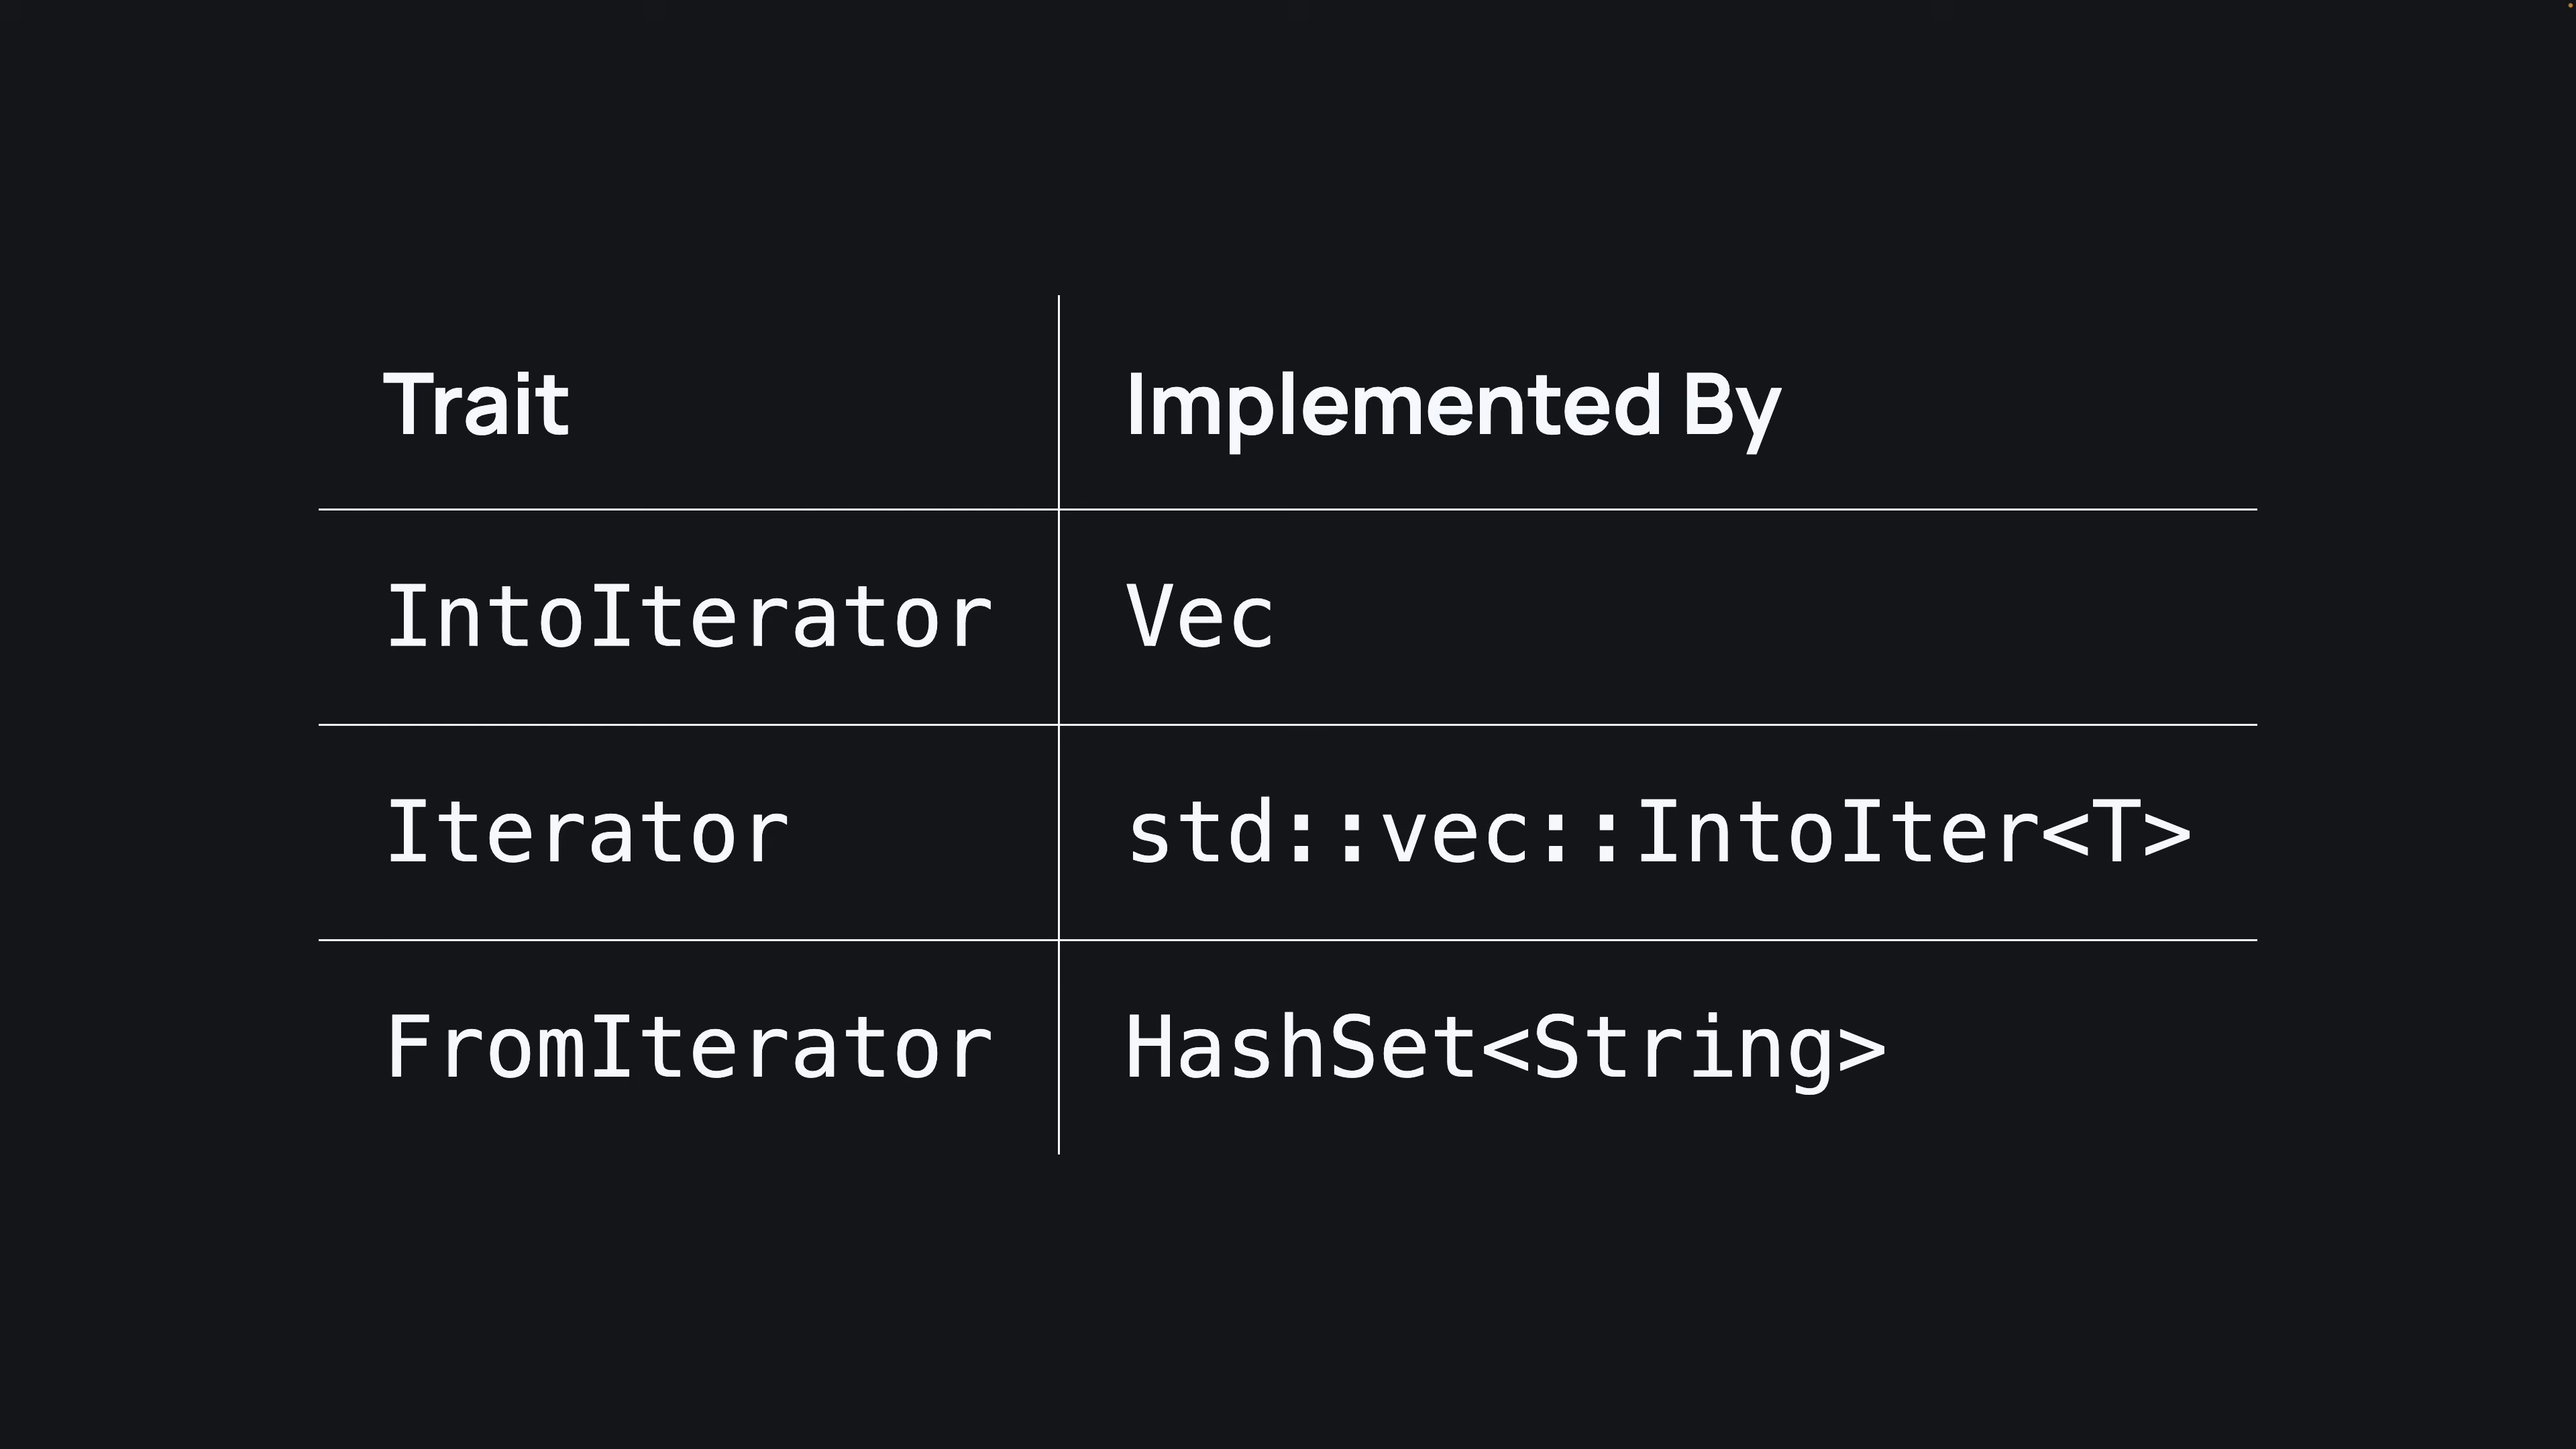 Trait Implemented By
IntoIterator Vec
Iterator std::vec::IntoIter<T>
FromIterator HashSet<String>